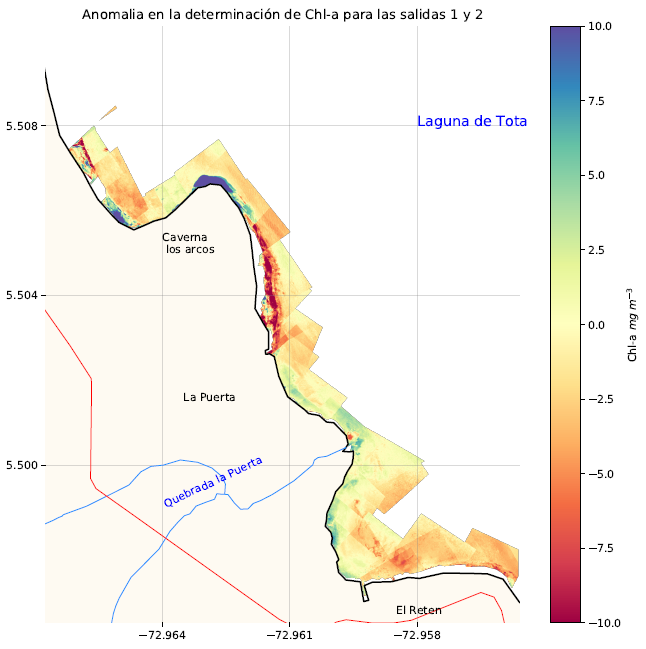 Anomalia en la determinación de Chl-a para las salidas 1 y 2
10.0
7.5
5.0
2.5
0.0
−2.5
−5.0
−7.5
−10.0
Chl-a mg m⁻³
5.508
5.504
5.500
Laguna de Tota
Caverna
los arcos
La Puerta
Quebrada la Puerta
El Reten
−72.964
−72.961
−72.958